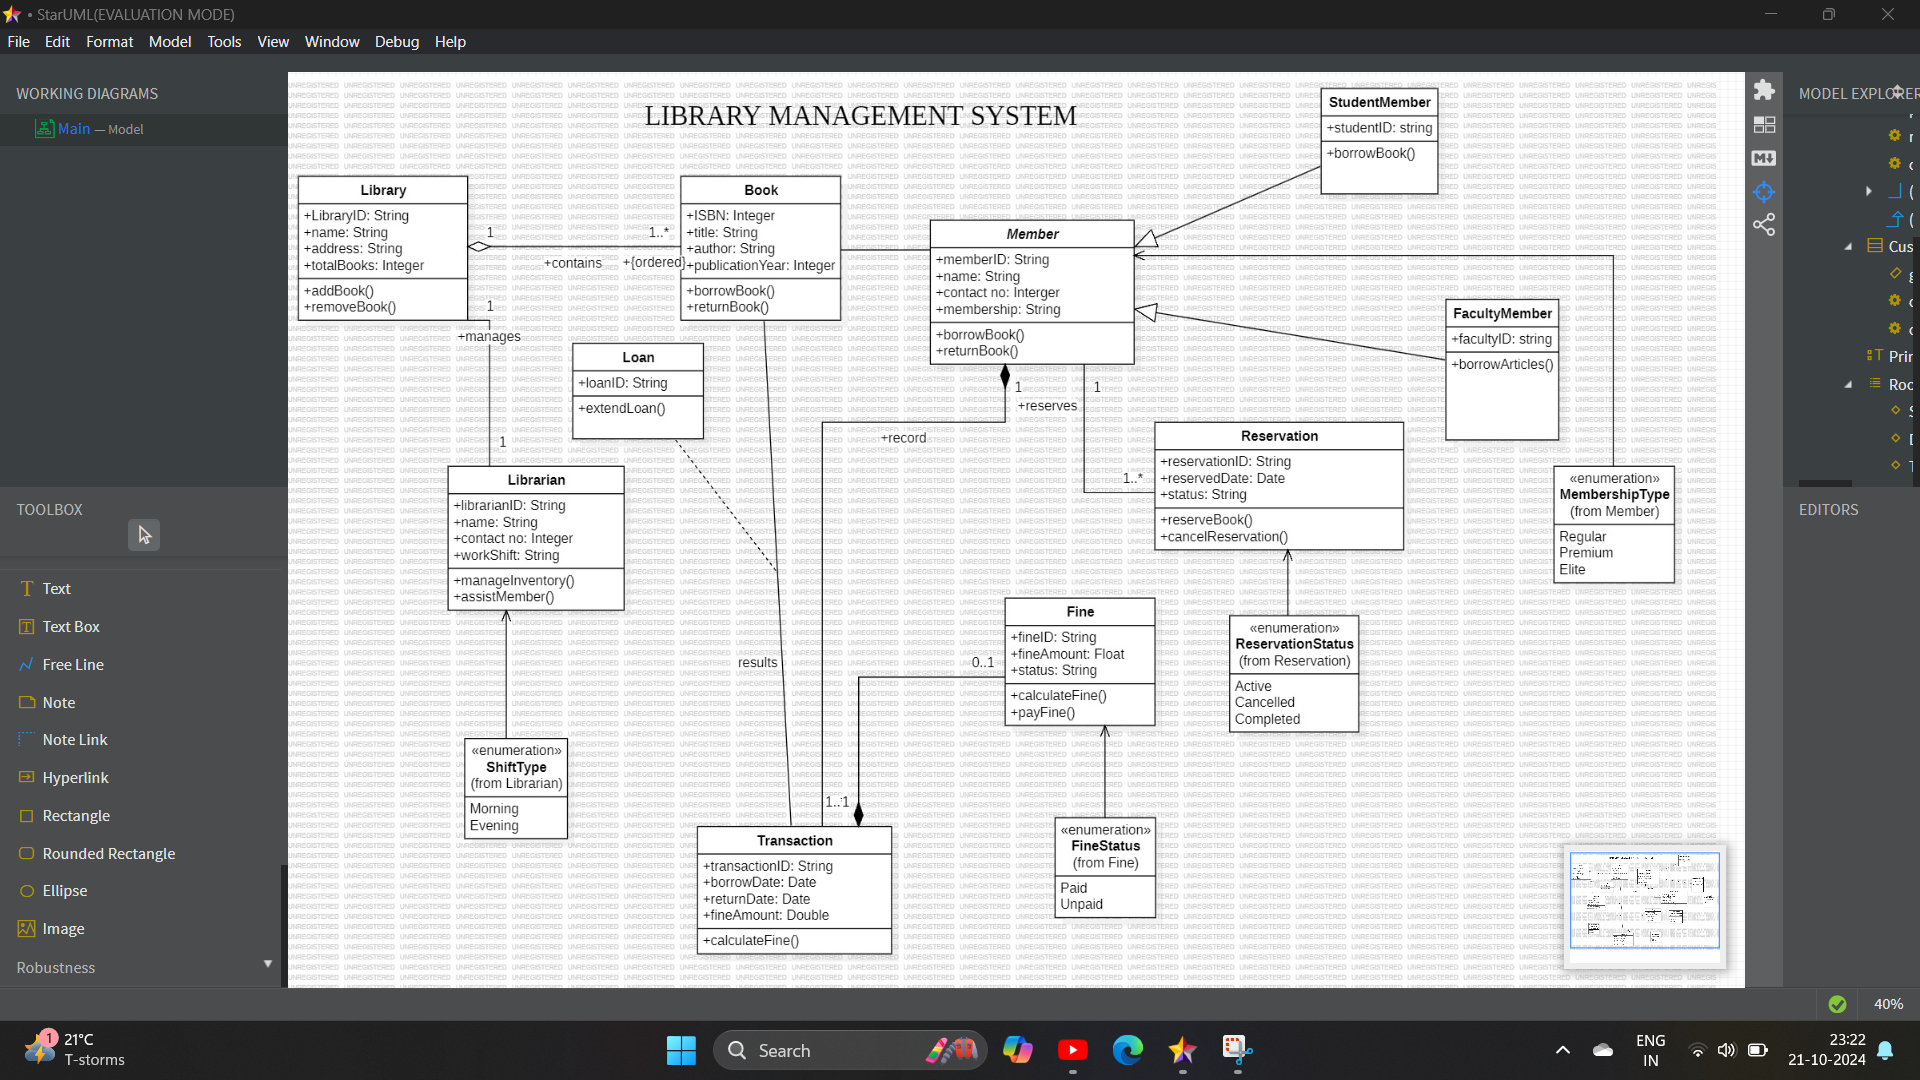 • StarUML(EVALUATION MODE)
File Edit Format Model Tools View Window Debug Help
WORKING DIAGRAMS
Main — Model
TOOLBOX
Text
Text Box
Free Line
Note
Note Link
Hyperlink
Rectangle
Rounded Rectangle
Ellipse
Image
Robustness
LIBRARY MANAGEMENT SYSTEM
Library
+LibraryID: String
+name: String
+address: String
+totalBooks: Integer
+addBook()
+removeBook()
1
1..*
+contains
+{ordered}
1
+manages
1
Book
+ISBN: Integer
+title: String
+author: String
+publicationYear: Integer
+borrowBook()
+returnBook()
Member
+memberID: String
+name: String
+contact no: Interger
+membership: String
+borrowBook()
+returnBook()
StudentMember
+studentID: string
+borrowBook()
FacultyMember
+facultyID: string
+borrowArticles()
Loan
+loanID: String
+extendLoan()
1
+reserves
1
+record
1..*
Reservation
+reservationID: String
+reservedDate: Date
+status: String
+reserveBook()
+cancelReservation()
Librarian
+librarianID: String
+name: String
+contact no: Integer
+workShift: String
+manageInventory()
+assistMember()
«enumeration»
MembershipType
(from Member)
Regular
Premium
Elite
Fine
+fineID: String
+fineAmount: Float
+status: String
+calculateFine()
+payFine()
«enumeration»
ReservationStatus
(from Reservation)
Active
Cancelled
Completed
results
0..1
«enumeration»
ShiftType
(from Librarian)
Morning
Evening
Transaction
+transactionID: String
+borrowDate: Date
+returnDate: Date
+fineAmount: Double
+calculateFine()
«enumeration»
FineStatus
(from Fine)
Paid
Unpaid
MODEL EXPLORER
Cus
Prin
Roo
EDITORS
40%
1
21°C
T-storms
Search
ENG
IN
23:22
21-10-2024